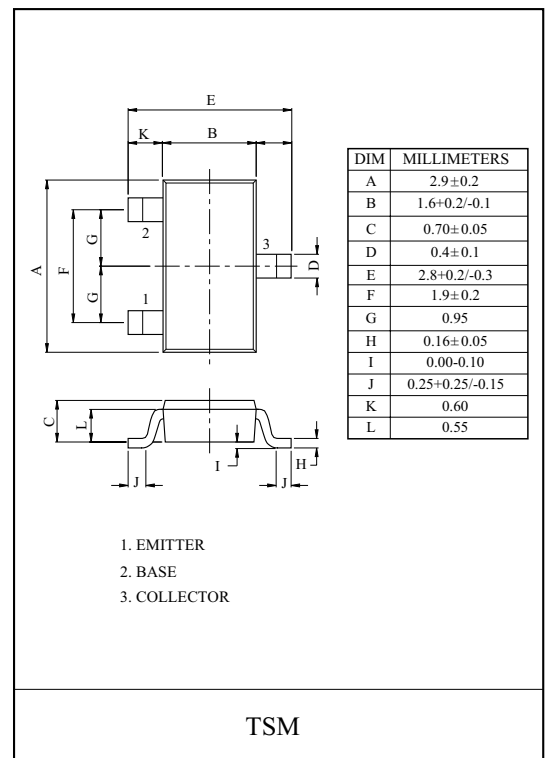 E
K B
2
3
G
A
F
D
G
1
C
L
I
H
J
J
DIM MILLIMETERS
A 2.9±0.2
B 1.6+0.2/-0.1
C 0.70±0.05
D 0.4±0.1
E 2.8+0.2/-0.3
F 1.9±0.2
G 0.95
H 0.16±0.05
I 0.00-0.10
J 0.25+0.25/-0.15
K 0.60
L 0.55
1. EMITTER
2. BASE
3. COLLECTOR
TSM